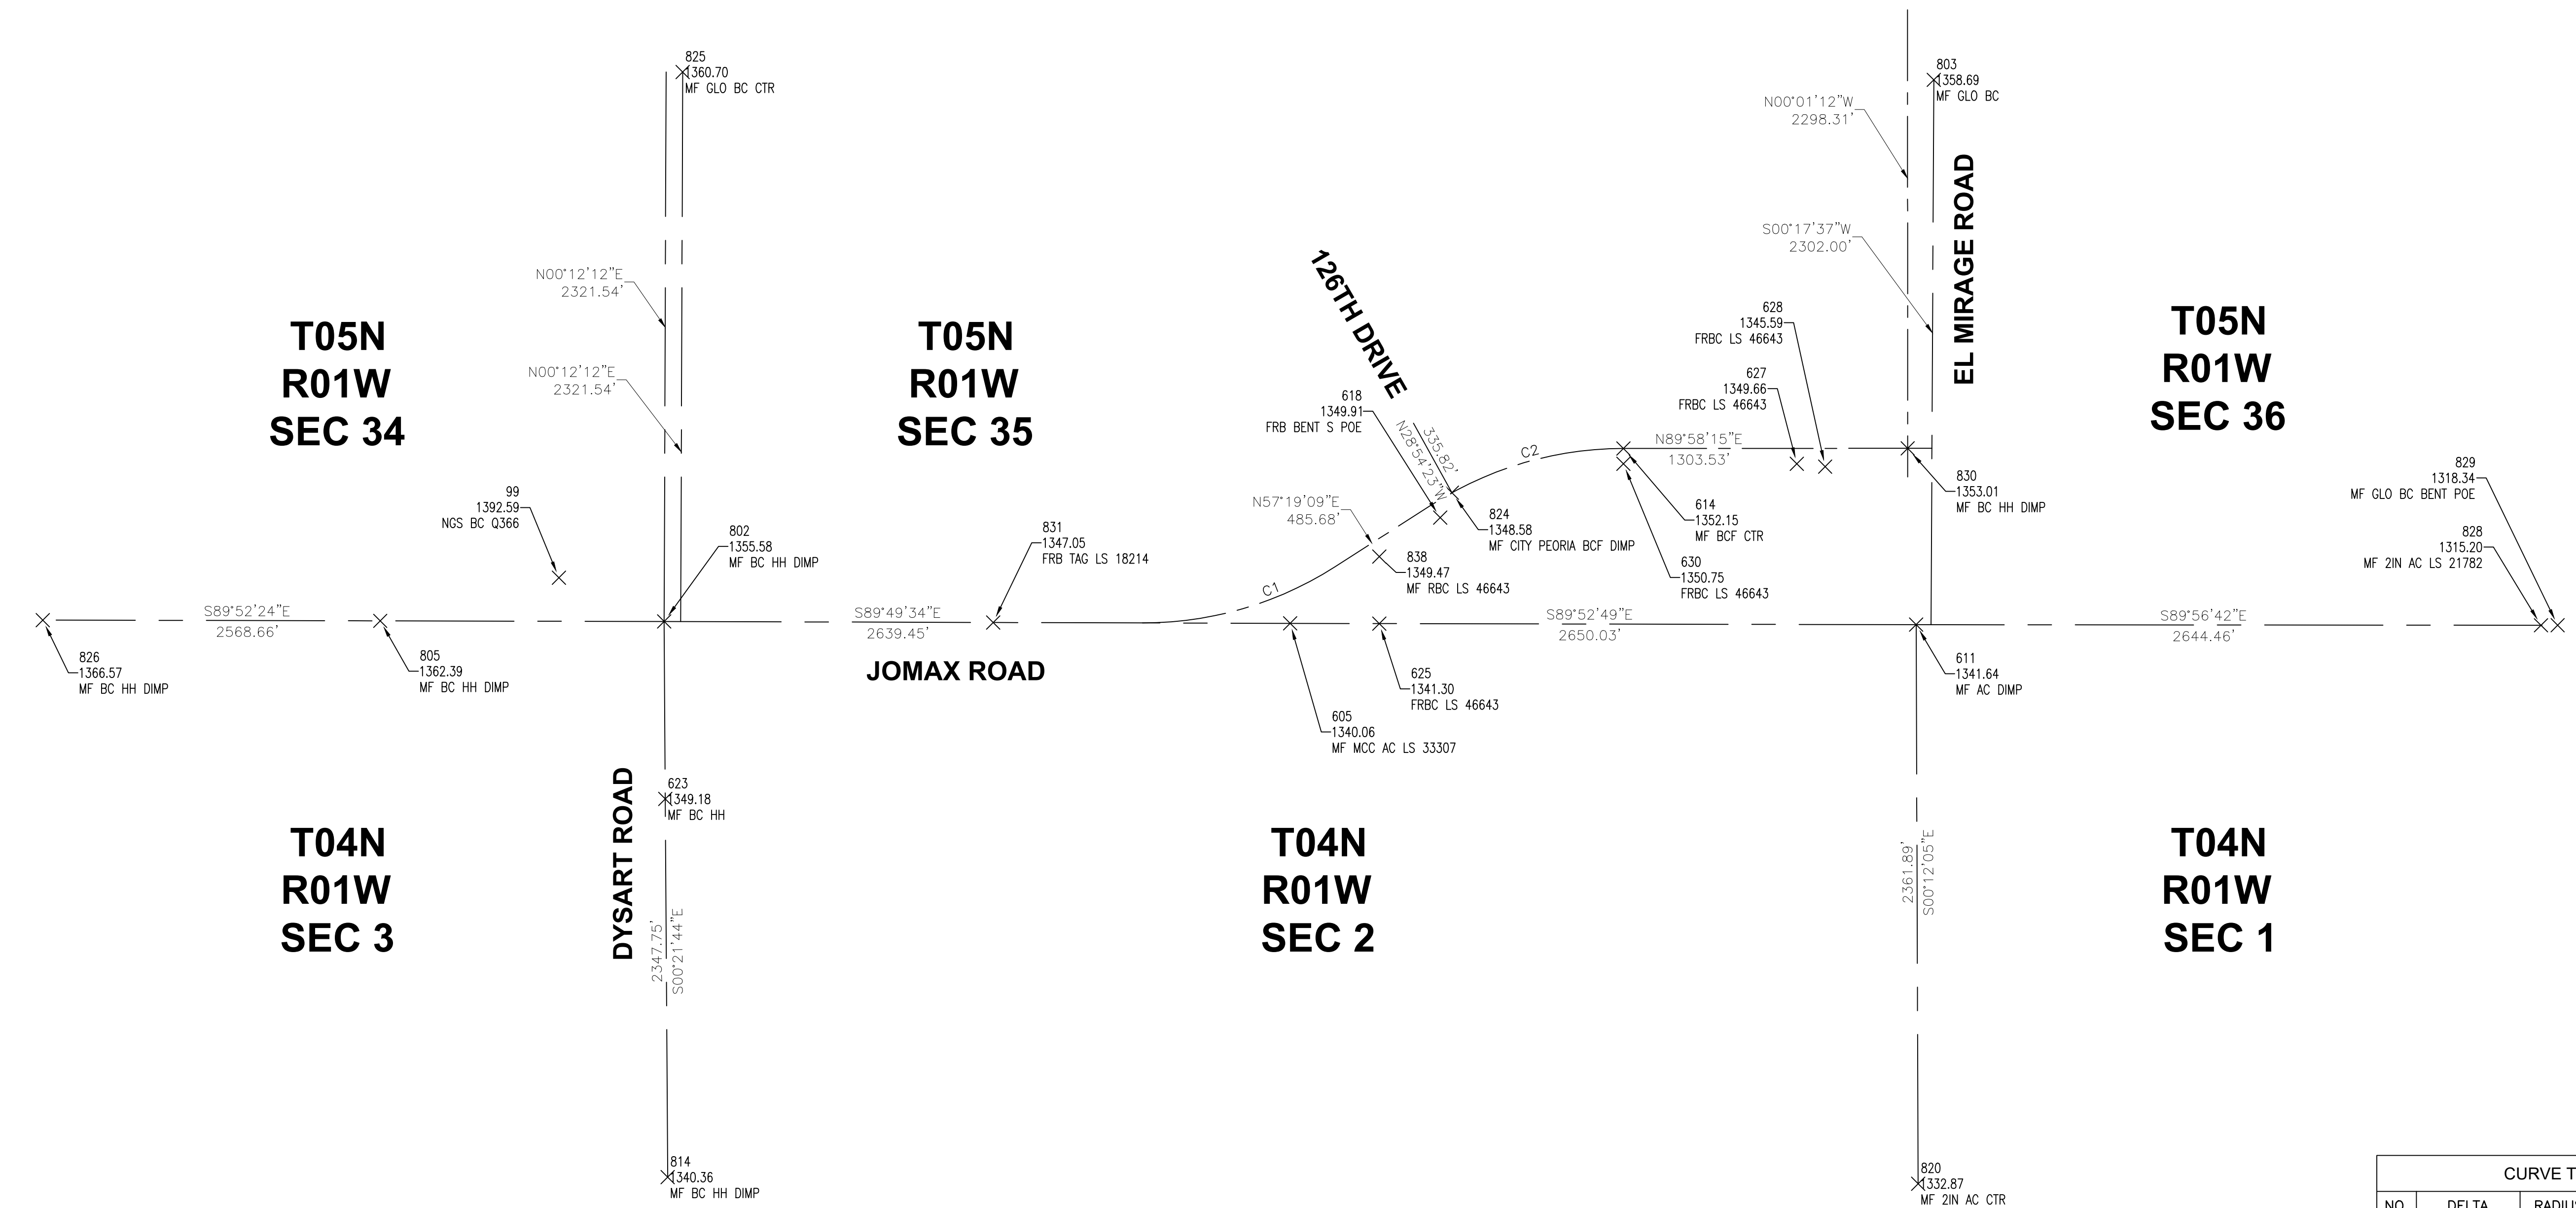 825
1360.70
MF GLO BC CTR
803
1358.69
MF GLO BC
N00°01'12"W
2298.31'
EL MIRAGE ROAD
S00°17'37"W
2302.00'
N00°12'12"E
2321.54'
126TH DRIVE
628
1345.59
FRBC LS 46643
T05N
R01W
SEC 34
T05N
R01W
SEC 35
T05N
R01W
SEC 36
N00°12'12"E
2321.54'
627
1349.66
FRBC LS 46643
618
1349.91
FRB BENT S POE
335.82'
N28°54'23"W
C2
N89°58'15"E
1303.53'
829
1318.34
MF GLO BC BENT POE
99
1392.59
NGS BC Q366
N57°19'09"E
485.68'
830
1353.01
MF BC HH DIMP
614
1352.15
MF BCF CTR
824
1348.58
MF CITY PEORIA BCF DIMP
802
1355.58
MF BC HH DIMP
831
1347.05
FRB TAG LS 18214
828
1315.20
MF 2IN AC LS 21782
838
1349.47
MF RBC LS 46643
630
1350.75
FRBC LS 46643
C1
S89°52'24"E
2568.66'
S89°49'34"E
2639.45'
S89°52'49"E
2650.03'
S89°56'42"E
2644.46'
826
1366.57
MF BC HH DIMP
805
1362.39
MF BC HH DIMP
JOMAX ROAD
625
1341.30
FRBC LS 46643
611
1341.64
MF AC DIMP
605
1340.06
MF MCC AC LS 33307
DYSART ROAD
623
1349.18
MF BC HH
T04N
R01W
SEC 3
T04N
R01W
SEC 2
T04N
R01W
SEC 1
2361.89'
S00°12'05"E
2347.75'
S00°21'44"E
814
1340.36
MF BC HH DIMP
820
1332.87
MF 2IN AC CTR
CURVE T
NO. DELTA RADIUS